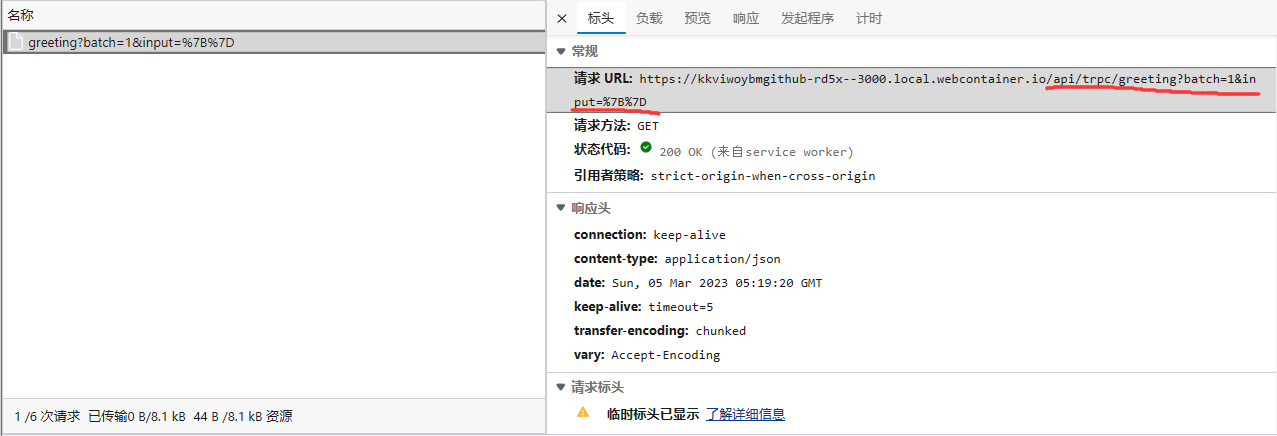 名称
greeting?batch=1&input=%7B%7D
1 /6 次请求 已传输0 B/8.1 kB 44 B /8.1 kB 资源
× 标头 负载 预览 响应 发起程序 计时
常规
请求 URL: https://kkviwoybmgithub-rd5x--3000.local.webcontainer.io/api/trpc/greeting?batch=1&in
put=%7B%7D
请求方法: GET
状态代码: 200 OK (来自service worker)
引用者策略: strict-origin-when-cross-origin
响应头
connection: keep-alive
content-type: application/json
date: Sun, 05 Mar 2023 05:19:20 GMT
keep-alive: timeout=5
transfer-encoding: chunked
vary: Accept-Encoding
请求标头
临时标头已显示 了解详细信息